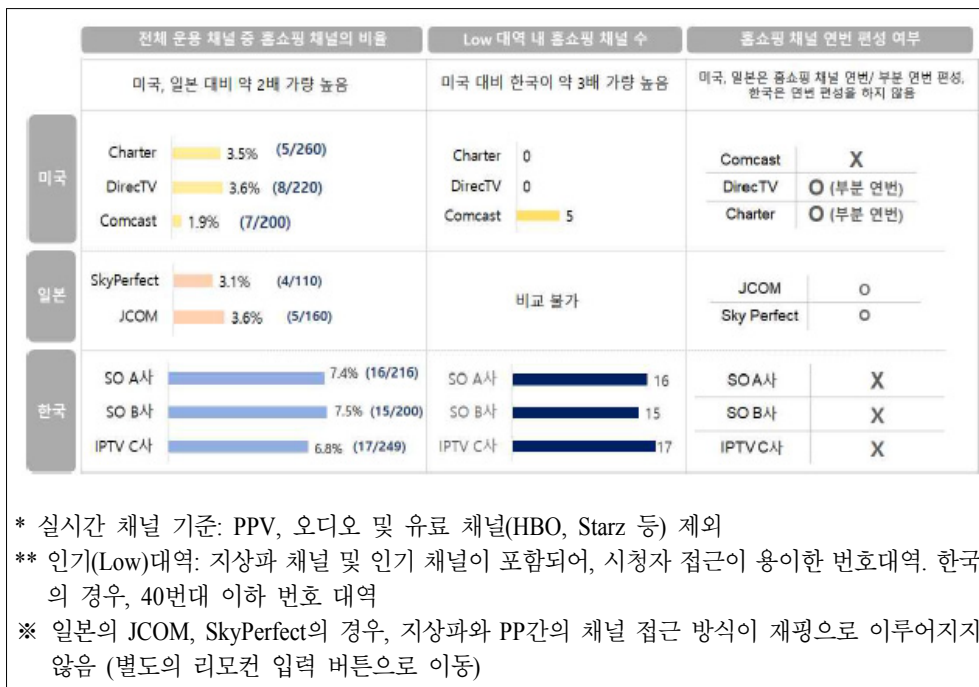 전체 운용 채널 중 홈쇼핑 채널의 비율
Low 대역 내 홈쇼핑 채널 수
홈쇼핑 채널 연번 편성 여부
미국, 일본 대비 약 2배 가량 높음
미국 대비 한국이 약 3배 가량 높음
미국, 일본은 홈쇼핑 채널 연번/ 부분 연번 편성,
한국은 연번 편성을 하지 않음
미국
Charter 3.5% (5/260)
DirecTV 3.6% (8/220)
Comcast 1.9% (7/200)
Charter 0
DirecTV 0
Comcast 5
Comcast X
DirecTV O (부분 연번)
Charter O (부분 연번)
일본
SkyPerfect 3.1% (4/110)
JCOM 3.6% (5/160)
비교 불가
JCOM O
Sky Perfect O
한국
SO A사 7.4% (16/216)
SO B사 7.5% (15/200)
IPTV C사 6.8% (17/249)
SO A사 16
SO B사 15
IPTV C사 17
SO A사 X
SO B사 X
IPTV C사 X
* 실시간 채널 기준: PPV, 오디오 및 유료 채널(HBO, Starz 등) 제외
** 인기(Low)대역: 지상파 채널 및 인기 채널이 포함되어, 시청자 접근이 용이한 번호대역. 한국
의 경우, 40번대 이하 번호 대역
※ 일본의 JCOM, SkyPerfect의 경우, 지상파와 PP간의 채널 접근 방식이 재핑으로 이루어지지
않음 (별도의 리모컨 입력 버튼으로 이동)